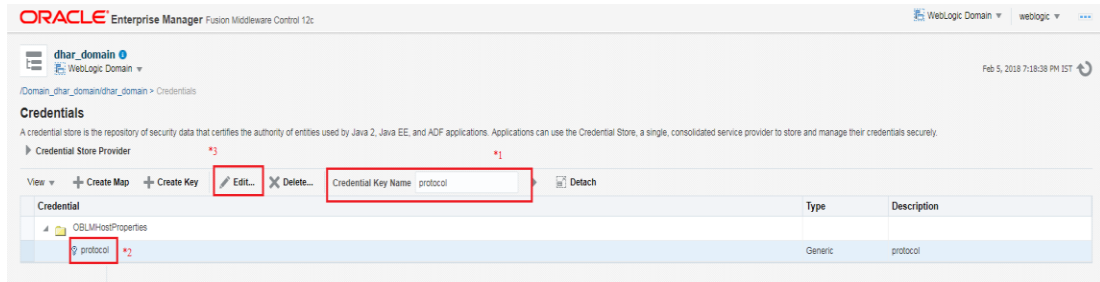 ORACLE® Enterprise Manager Fusion Middleware Control 12c
WebLogic Domain ▼ weblogic ▼ •••
dhar_domain
WebLogic Domain ▼
Feb 5, 2018 7:18:38 PM IST
/Domain_dhar_domain/dhar_domain > Credentials
Credentials
A credential store is the repository of security data that certifies the authority of entities used by Java 2, Java EE, and ADF applications. Applications can use the Credential Store, a single, consolidated service provider to store and manage their credentials securely.
Credential Store Provider
*3
*1
View ▼ Create Map Create Key Edit... Delete... Credential Key Name protocol Detach
Credential Type Description
OBLMHostProperties
protocol *2 Generic protocol